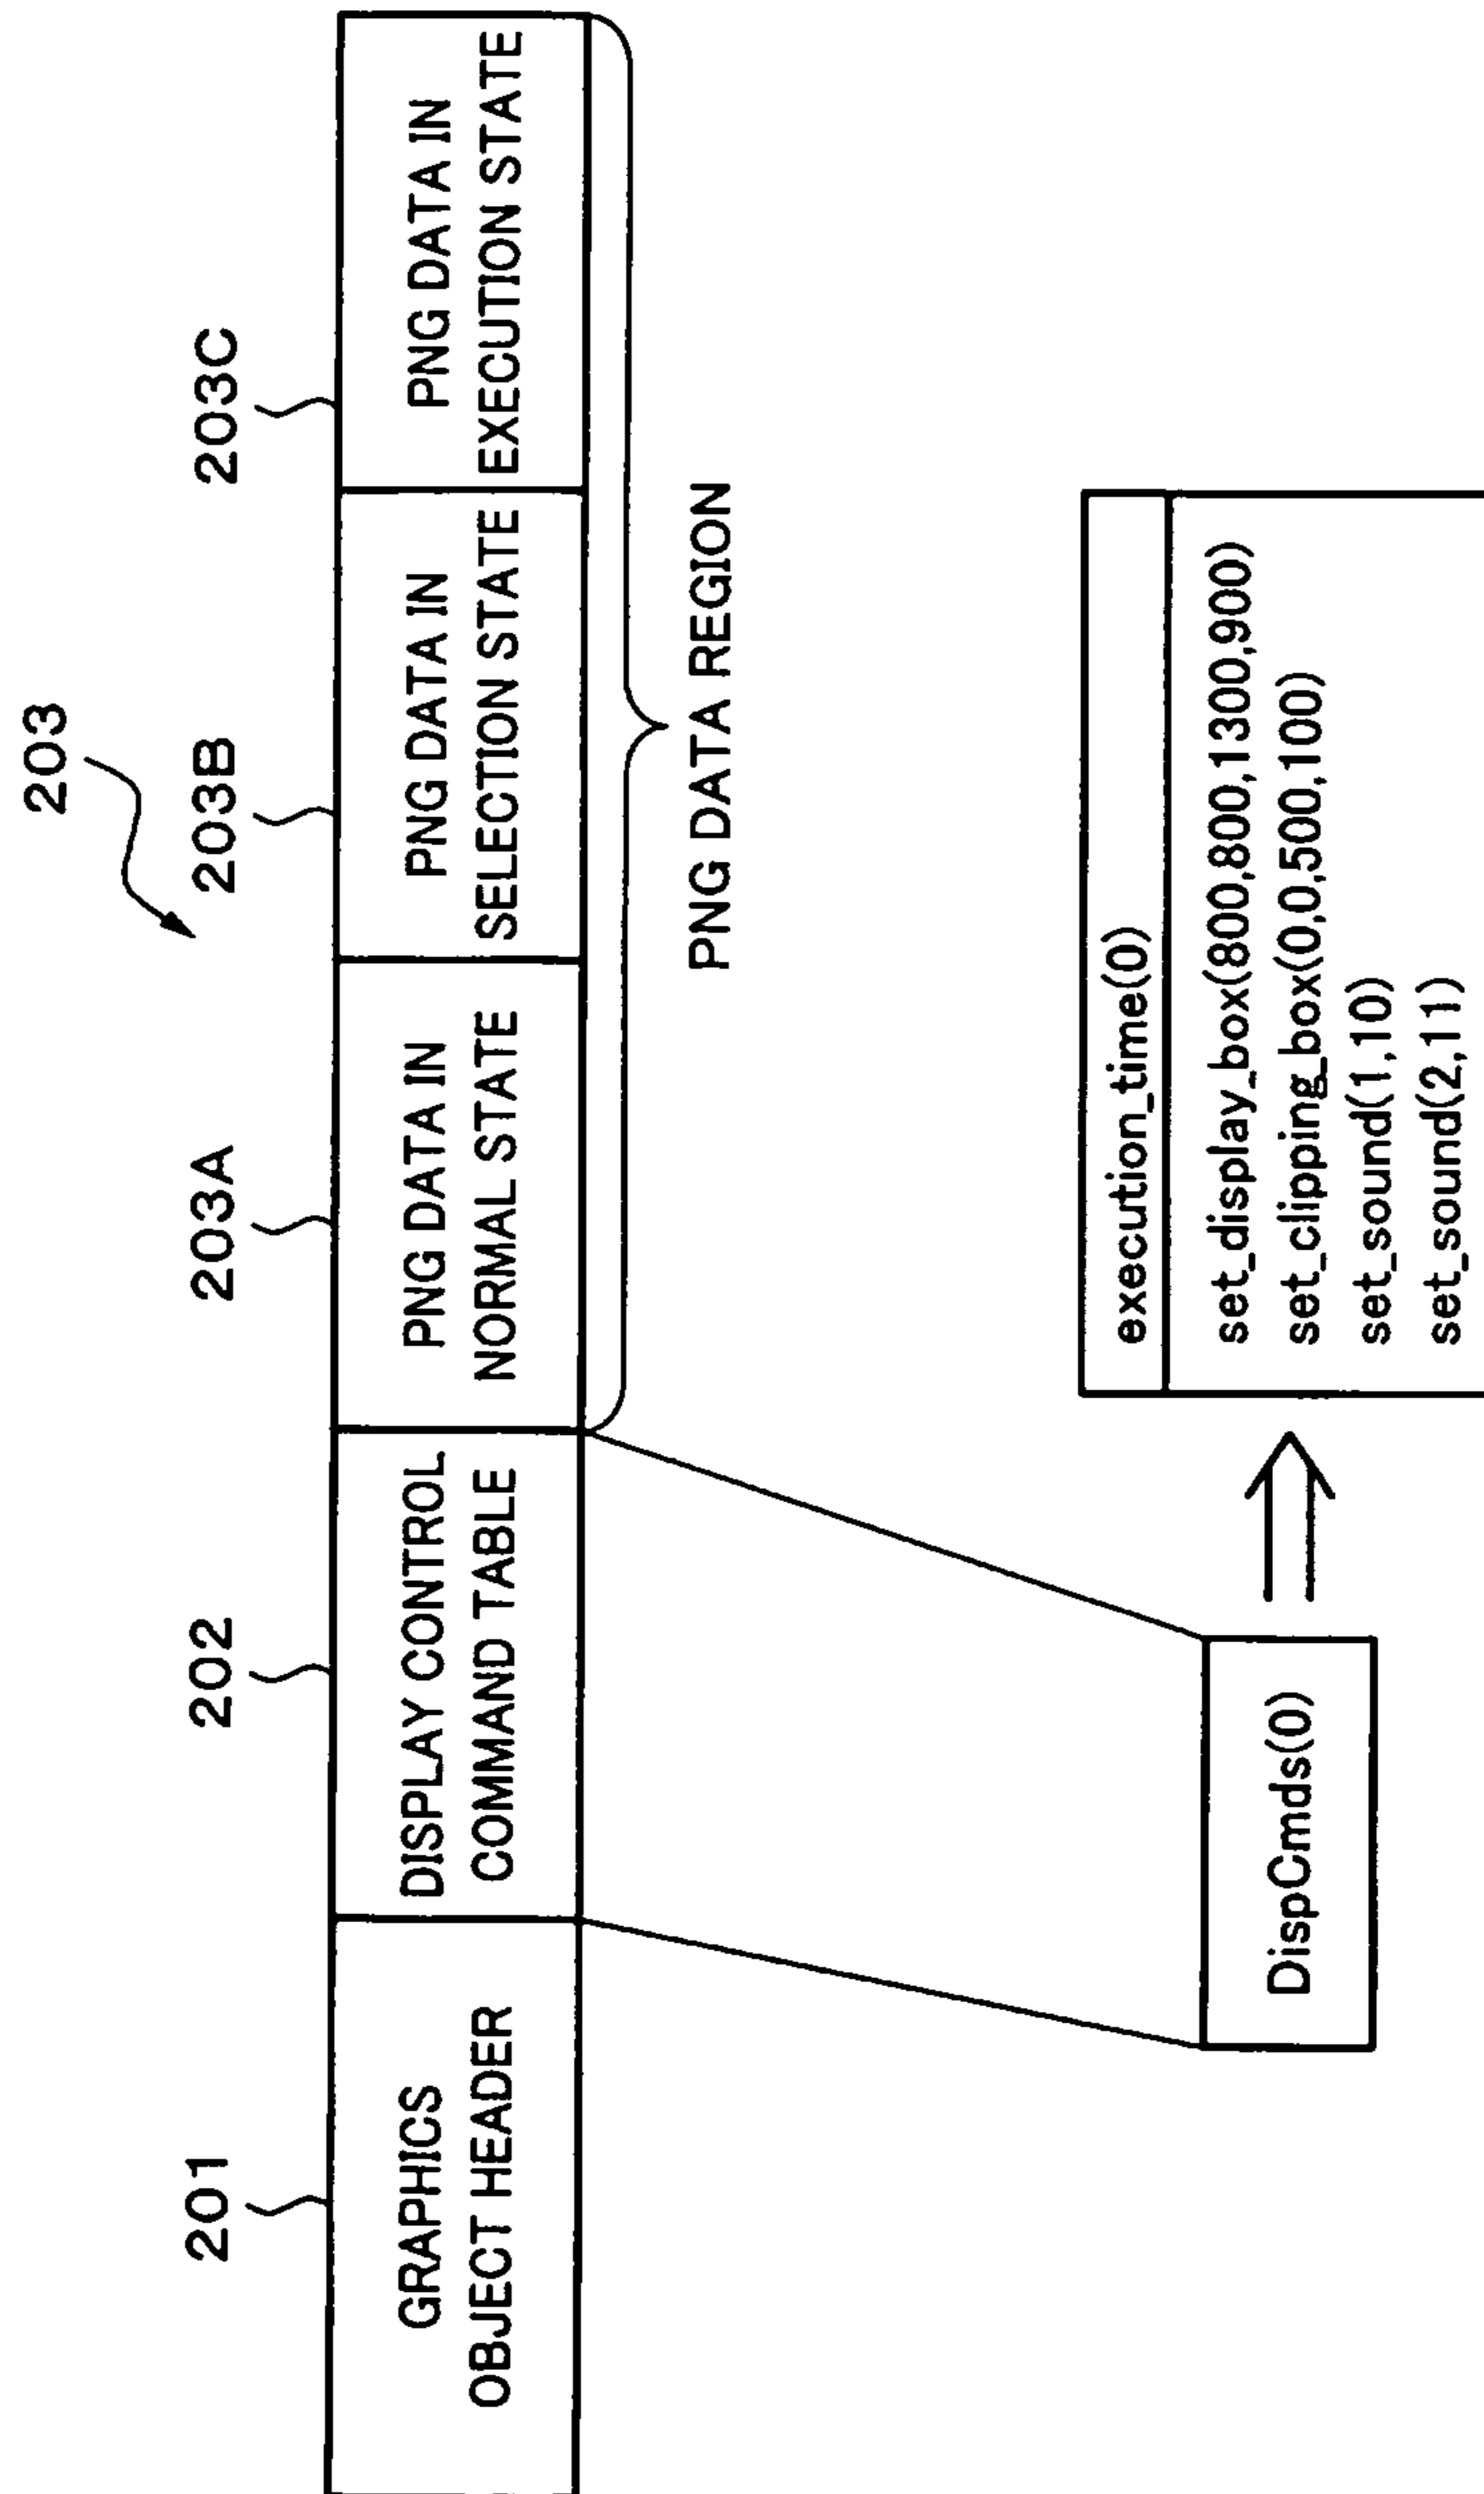 203
201
202
203A
203B
203C
GRAPHICS
OBJECT HEADER
DISPLAY CONTROL
COMMAND TABLE
PNG DATA IN
NORMAL STATE
PNG DATA IN
SELECTION STATE
PNG DATA IN
EXECUTION STATE
PNG DATA REGION
DispCmds(0)
execution_time(0)
set_display_box(800,800,1300,900)
set_clipping_box(0,0,500,100)
set_sound(1,10)
set_sound(2,11)